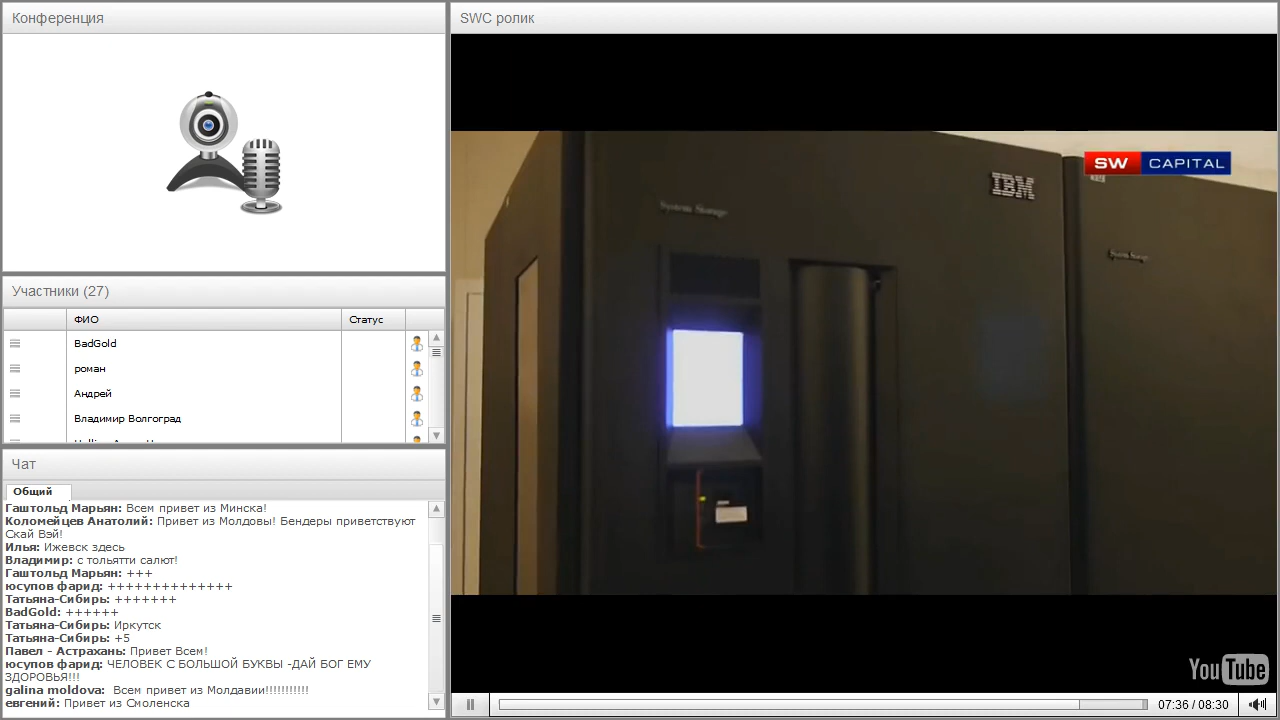 Конференция
SWC ролик
SW CAPITAL
IBM
System Storage
System Storage
Участники (27)
ФИО Статус
BadGold
роман
Андрей
Владимир Волгоград
Чат
Общий
Гаштольд Марьян: Всем привет из Минска!
Коломейцев Анатолий: Привет из Молдовы! Бендеры приветствуют
Скай Вэй!
Илья: Ижевск здесь
Владимир: с тольятти салют!
Гаштольд Марьян: +++
юсупов фарид: ++++++++++++++
Татьяна-Сибирь: +++++++
BadGold: ++++++
Татьяна-Сибирь: Иркутск
Татьяна-Сибирь: +5
Павел - Астрахань: Привет Всем!
юсупов фарид: ЧЕЛОВЕК С БОЛЬШОЙ БУКВЫ -ДАЙ БОГ ЕМУ
ЗДОРОВЬЯ!!!
galina moldova: Всем привет из Молдавии!!!!!!!!!!!
евгений: Привет из Смоленска
YouTube
07:36 / 08:30